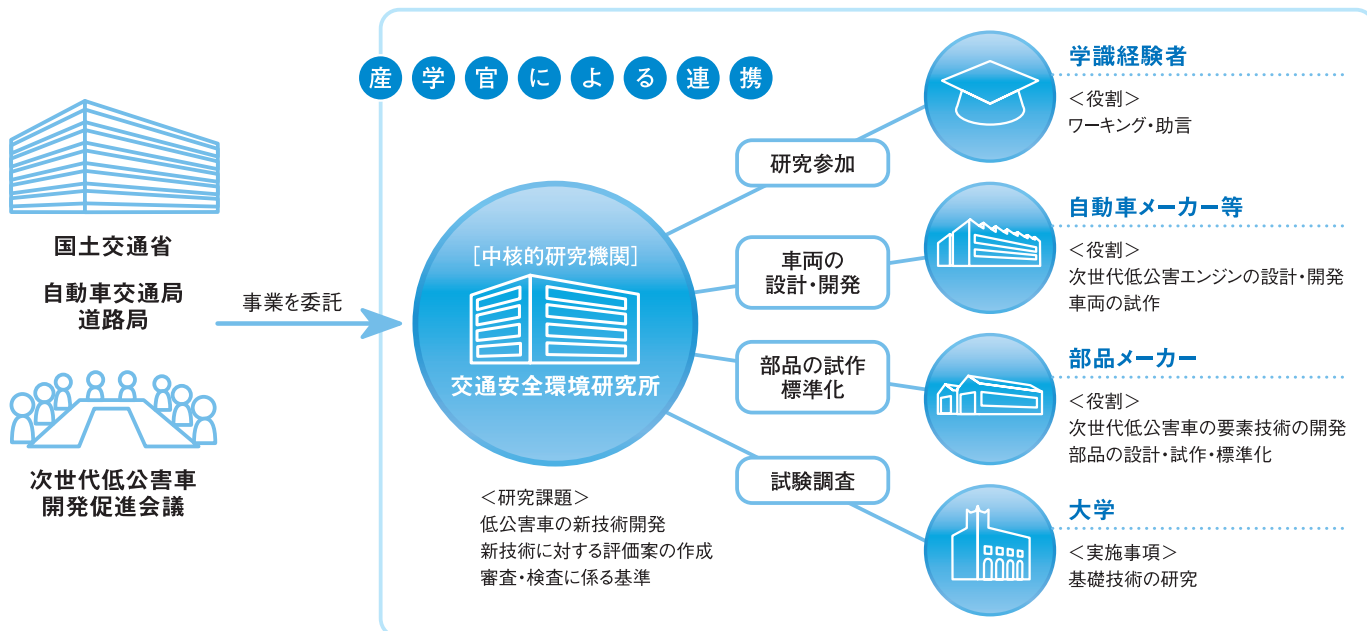 産学官による連携
国土交通省
自動車交通局
道路局
次世代低公害車
開発促進会議
事業を委託
［中核的研究機関］
交通安全環境研究所
＜研究課題＞
低公害車の新技術開発
新技術に対する評価案の作成
審査・検査に係る基準
研究参加
車両の
設計・開発
部品の試作
標準化
試験調査
学識経験者
＜役割＞
ワーキング・助言
自動車メーカー等
＜役割＞
次世代低公害エンジンの設計・開発
車両の試作
部品メーカー
＜役割＞
次世代低公害車の要素技術の開発
部品の設計・試作・標準化
大学
＜実施事項＞
基礎技術の研究